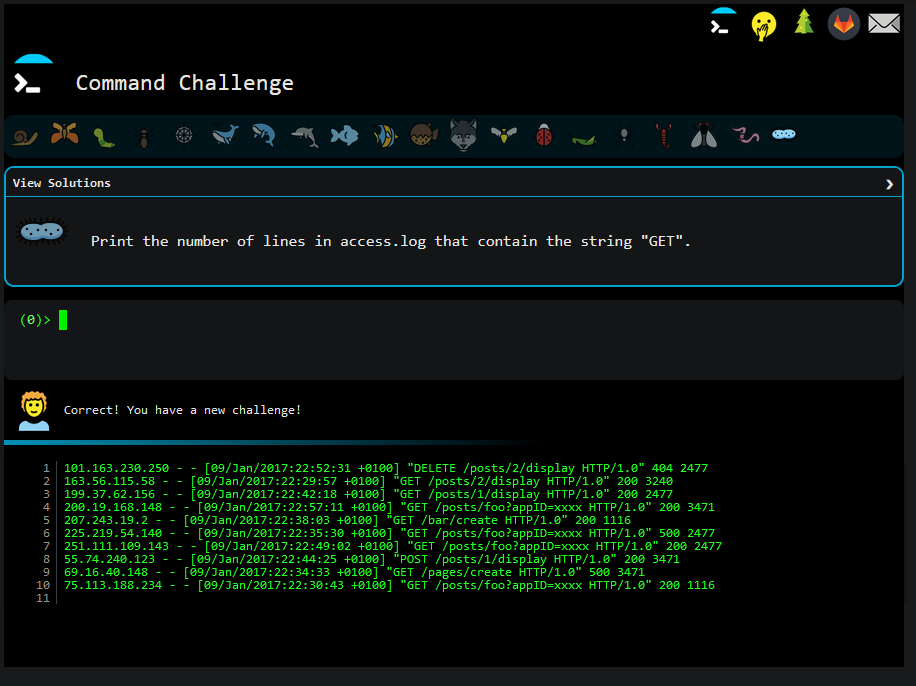 Command Challenge
View Solutions
Print the number of lines in access.log that contain the string "GET".
(0)>
Correct! You have a new challenge!
1 101.163.230.250 - - [09/Jan/2017:22:52:31 +0100] "DELETE /posts/2/display HTTP/1.0" 404 2477
2 163.56.115.58 - - [09/Jan/2017:22:29:57 +0100] "GET /posts/2/display HTTP/1.0" 200 3240
3 199.37.62.156 - - [09/Jan/2017:22:42:18 +0100] "GET /posts/1/display HTTP/1.0" 200 2477
4 200.19.168.148 - - [09/Jan/2017:22:57:11 +0100] "GET /posts/foo?appID=xxxx HTTP/1.0" 200 3471
5 207.243.19.2 - - [09/Jan/2017:22:38:03 +0100] "GET /bar/create HTTP/1.0" 200 1116
6 225.219.54.140 - - [09/Jan/2017:22:35:30 +0100] "GET /posts/foo?appID=xxxx HTTP/1.0" 500 2477
7 251.111.109.143 - - [09/Jan/2017:22:49:02 +0100] "GET /posts/foo?appID=xxxx HTTP/1.0" 200 2477
8 55.74.240.123 - - [09/Jan/2017:22:44:25 +0100] "POST /posts/1/display HTTP/1.0" 200 3471
9 69.16.40.148 - - [09/Jan/2017:22:34:33 +0100] "GET /pages/create HTTP/1.0" 500 3471
10 75.113.188.234 - - [09/Jan/2017:22:30:43 +0100] "GET /posts/foo?appID=xxxx HTTP/1.0" 200 1116
11